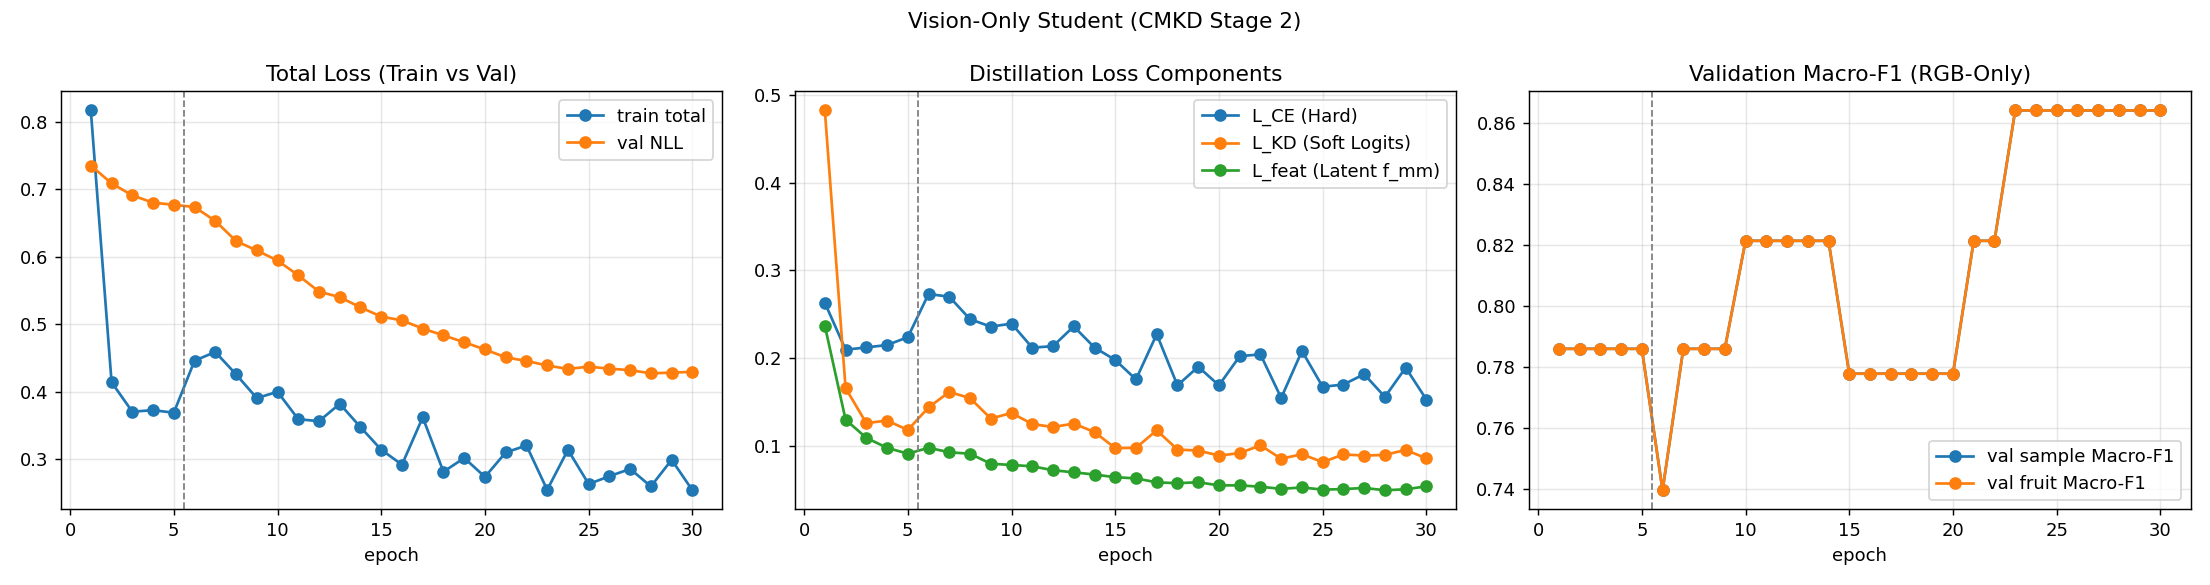 Vision-Only Student (CMKD Stage 2)
Total Loss (Train vs Val)
train total
val NLL
0.8
0.7
0.6
0.5
0.4
0.3
0 5 10 15 20 25 30
epoch
Distillation Loss Components
L_CE (Hard)
L_KD (Soft Logits)
L_feat (Latent f_mm)
0.5
0.4
0.3
0.2
0.1
0 5 10 15 20 25 30
epoch
Validation Macro-F1 (RGB-Only)
0.86
0.84
0.82
0.80
0.78
0.76
0.74
val sample Macro-F1
val fruit Macro-F1
0 5 10 15 20 25 30
epoch